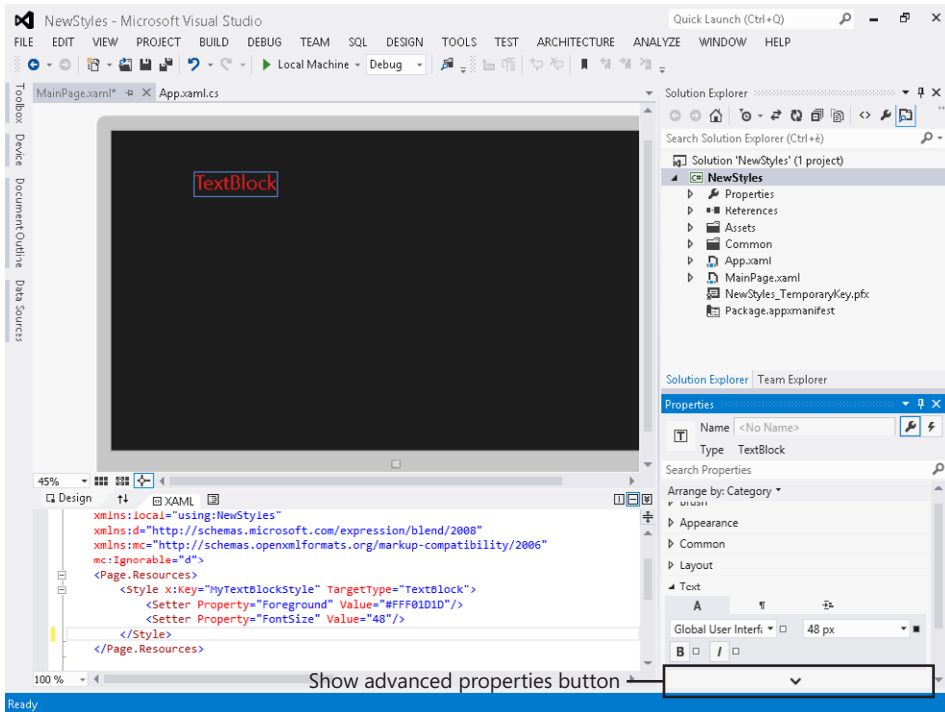 NewStyles - Microsoft Visual Studio
Quick Launch (Ctrl+Q)
FILE EDIT VIEW PROJECT BUILD DEBUG TEAM SQL DESIGN TOOLS TEST ARCHITECTURE ANALYZE WINDOW HELP
Local Machine Debug
Toolbox
Device
Document Outline
Data Sources
MainPage.xaml* App.xaml.cs
TextBlock
45%
Design XAML
xmlns:local="using:NewStyles"
xmlns:d="http://schemas.microsoft.com/expression/blend/2008"
xmlns:mc="http://schemas.openxmlformats.org/markup-compatibility/2006"
mc:Ignorable="d">
<Page.Resources>
<Style x:Key="MyTextBlockStyle" TargetType="TextBlock">
<Setter Property="Foreground" Value="#FFF01D1D"/>
<Setter Property="FontSize" Value="48"/>
</Style>
</Page.Resources>
100 %
Solution Explorer
Search Solution Explorer (Ctrl+è)
Solution 'NewStyles' (1 project)
C# NewStyles
Properties
References
Assets
Common
App.xaml
MainPage.xaml
NewStyles_TemporaryKey.pfx
Package.appxmanifest
Solution Explorer Team Explorer
Properties
Name <No Name>
Type TextBlock
Search Properties
Arrange by: Category
Brush
Appearance
Common
Layout
Text
A ¶
Global User Interf 48 px
B I
Show advanced properties button
Ready